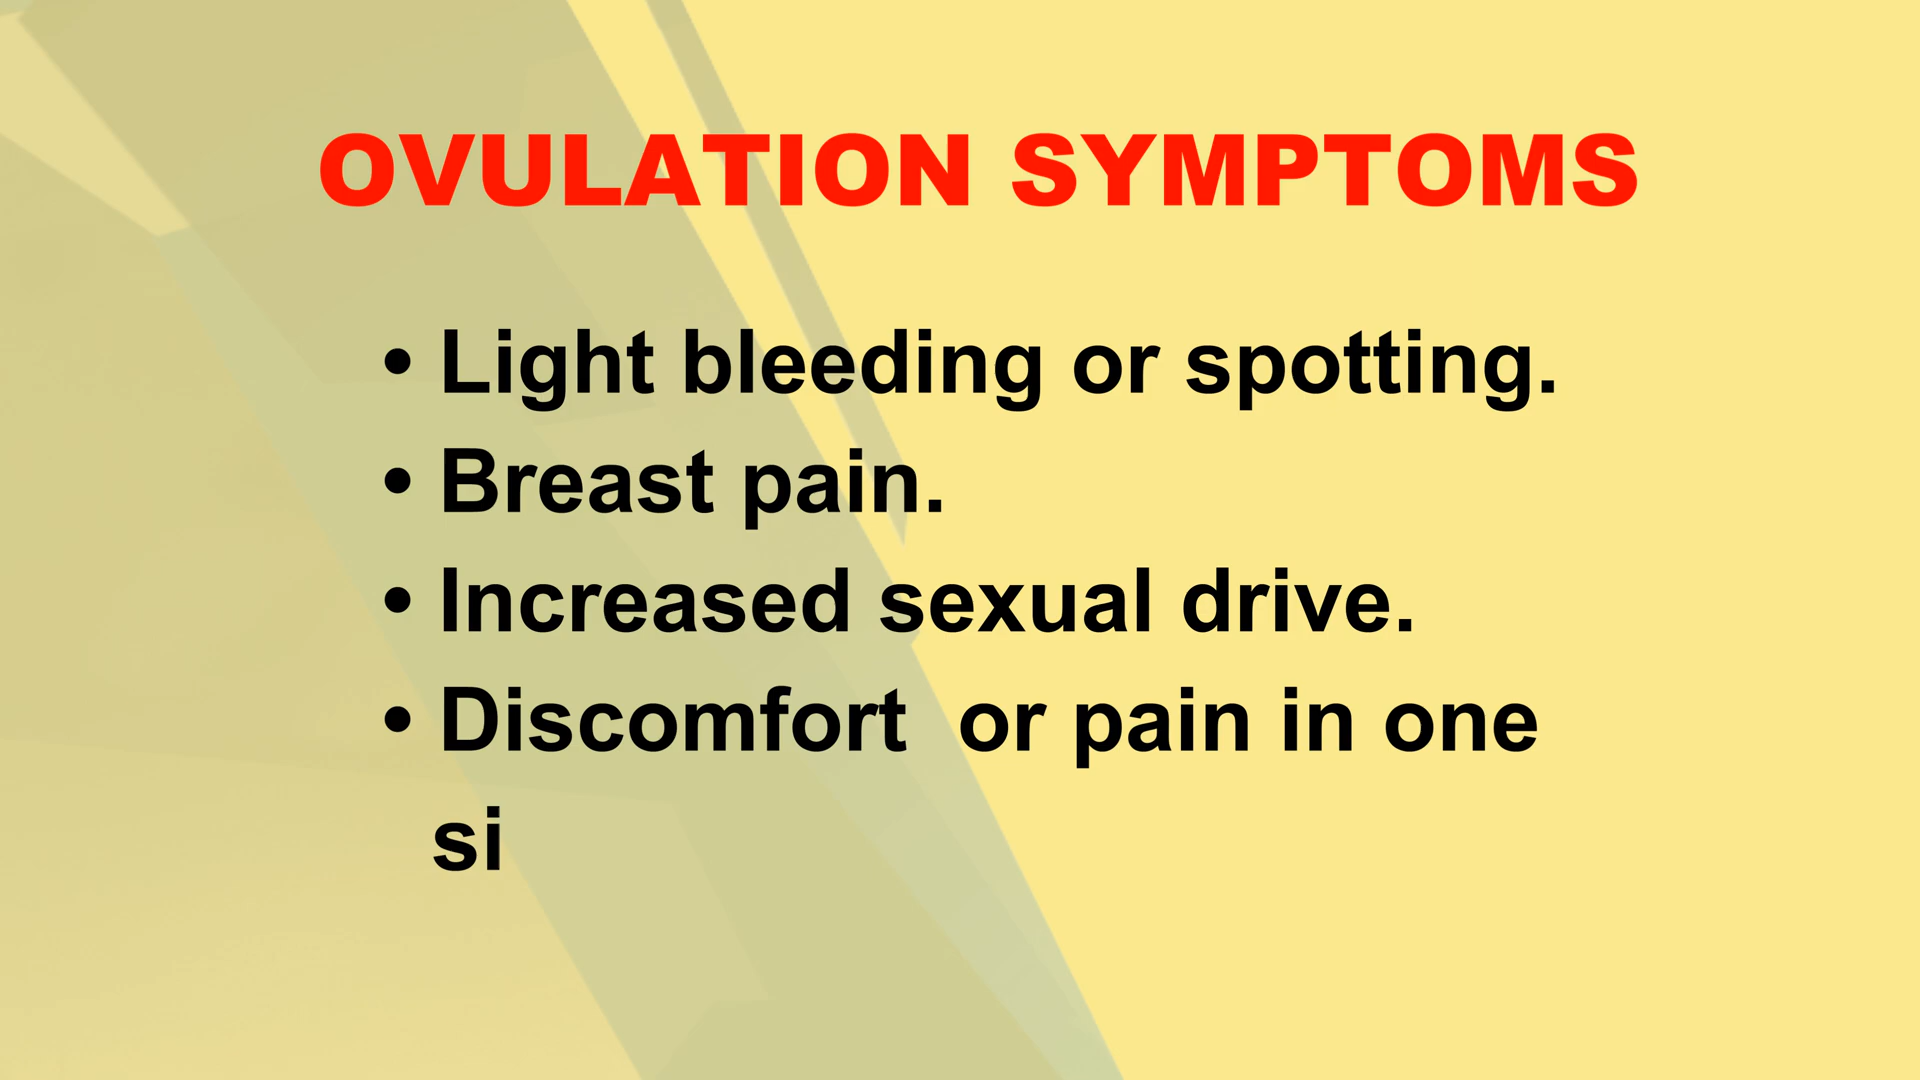 OVULATION SYMPTOMS
• Light bleeding or spotting.
• Breast pain.
• Increased sexual drive.
• Discomfort  or pain in one
si